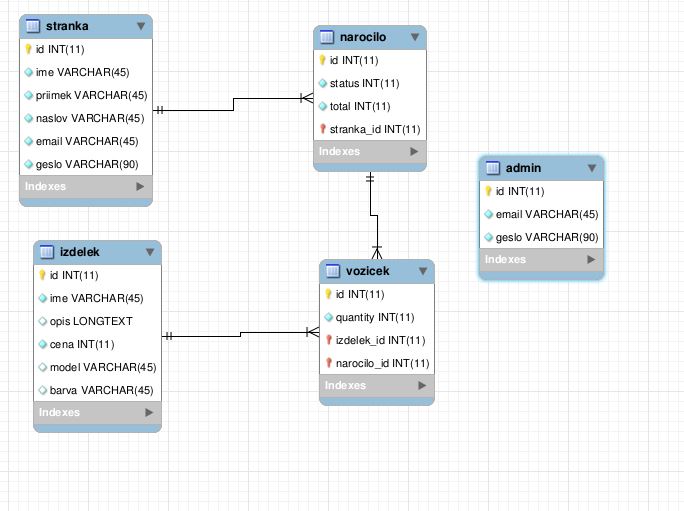 stranka
id INT(11)
ime VARCHAR(45)
priimek VARCHAR(45)
naslov VARCHAR(45)
email VARCHAR(45)
geslo VARCHAR(90)
Indexes
narocilo
id INT(11)
status INT(11)
total INT(11)
stranka_id INT(11)
Indexes
admin
id INT(11)
email VARCHAR(45)
geslo VARCHAR(90)
Indexes
izdelek
id INT(11)
ime VARCHAR(45)
opis LONGTEXT
cena INT(11)
model VARCHAR(45)
barva VARCHAR(45)
Indexes
vozicek
id INT(11)
quantity INT(11)
izdelek_id INT(11)
narocilo_id INT(11)
Indexes